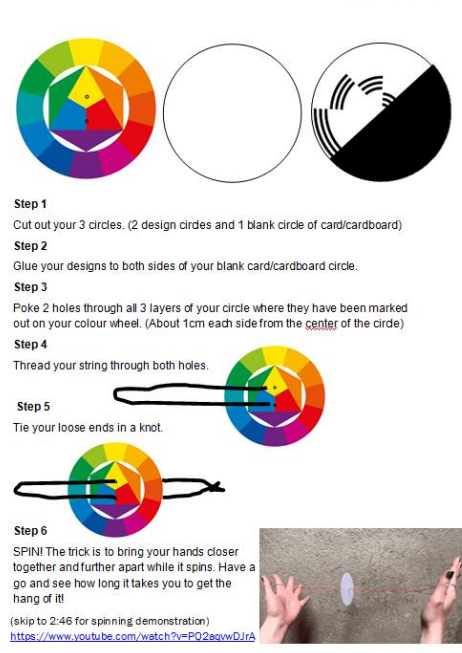 Step 1
Cut out your 3 circles. (2 design circles and 1 blank circle of card/cardboard)
Step 2
Glue your designs to both sides of your blank card/cardboard circle.
Step 3
Poke 2 holes through all 3 layers of your circle where they have been marked
out on your colour wheel. (About 1cm each side from the center of the circle)
Step 4
Thread your string through both holes.
Step 5
Tie your loose ends in a knot.
Step 6
SPIN! The trick is to bring your hands closer
together and further apart while it spins. Have a
go and see how long it takes you to get the
hang of it!
(skip to 2:46 for spinning demonstration)
https://www.youtube.com/watch?v=PO2aqvwDJrA